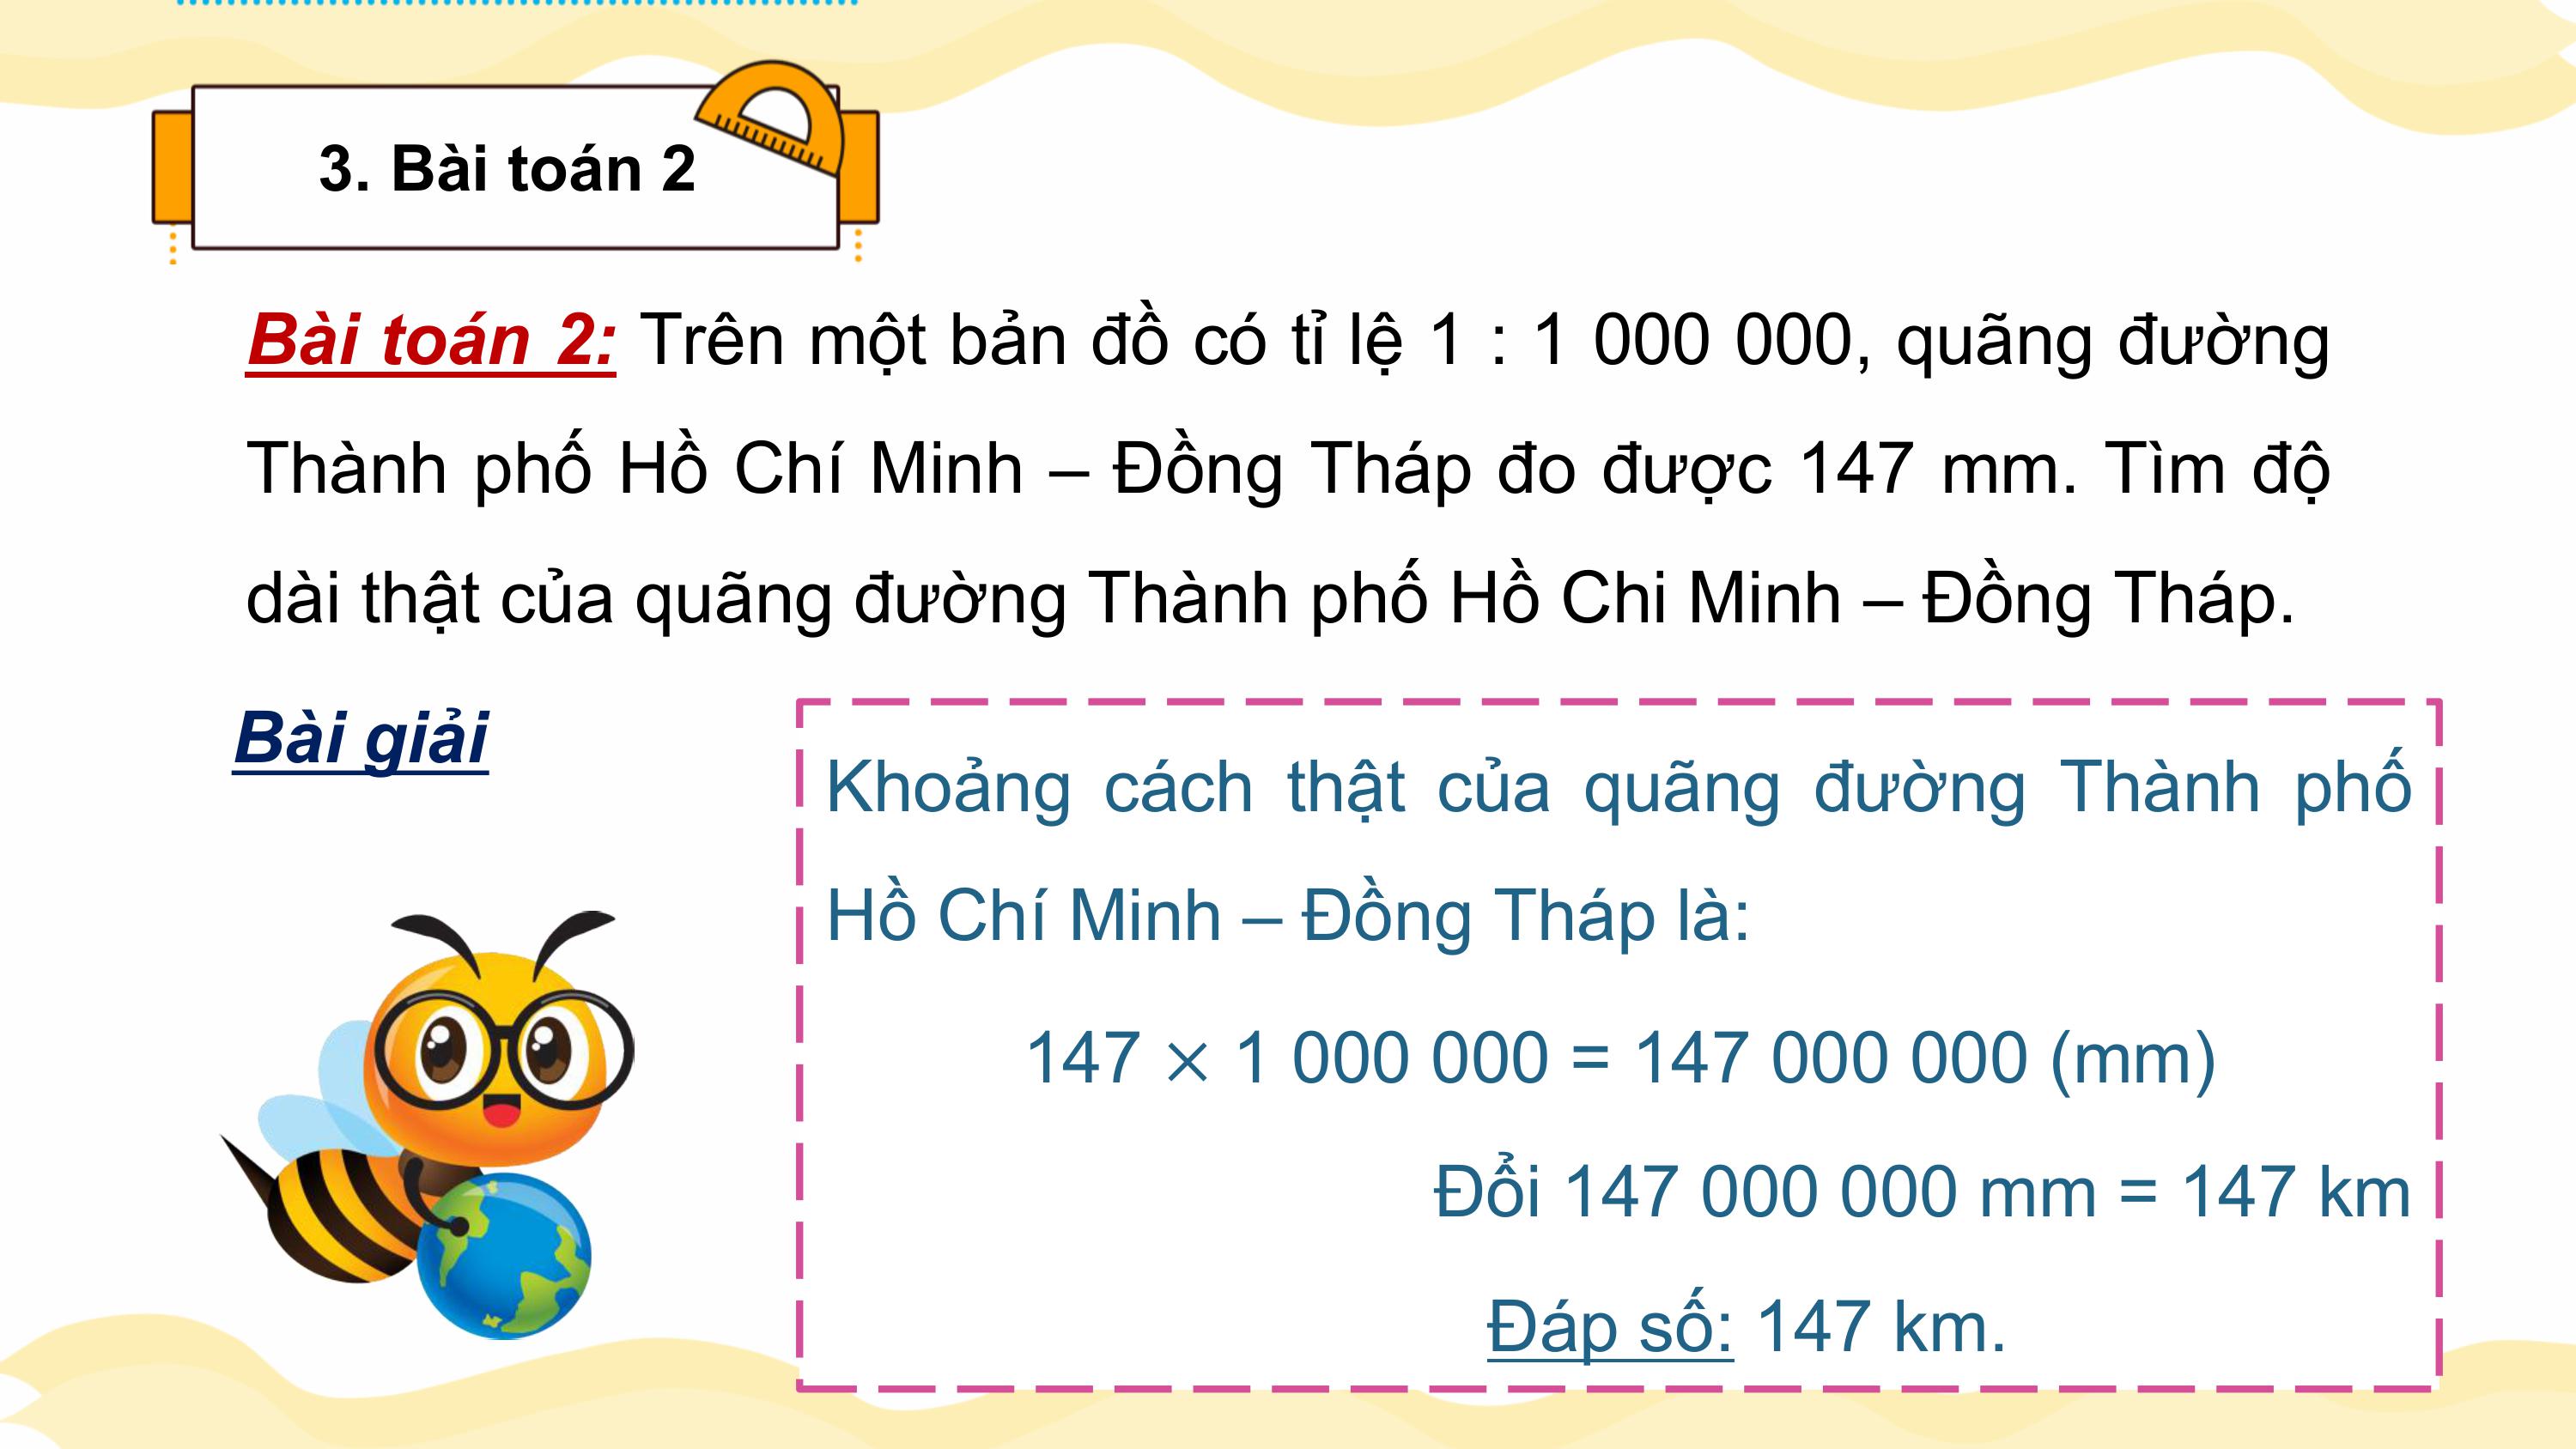 3. Bài toán 2
Bài toán 2: Trên một bản đồ có tỉ lệ 1 : 1 000 000, quãng đường
Thành phố Hồ Chí Minh – Đồng Tháp đo được 147 mm. Tìm độ
dài thật của quãng đường Thành phố Hồ Chi Minh – Đồng Tháp.
Bài giải
Khoảng cách thật của quãng đường Thành phố
Hồ Chí Minh – Đồng Tháp là:
147 × 1 000 000 = 147 000 000 (mm)
Đổi 147 000 000 mm = 147 km
Đáp số: 147 km.